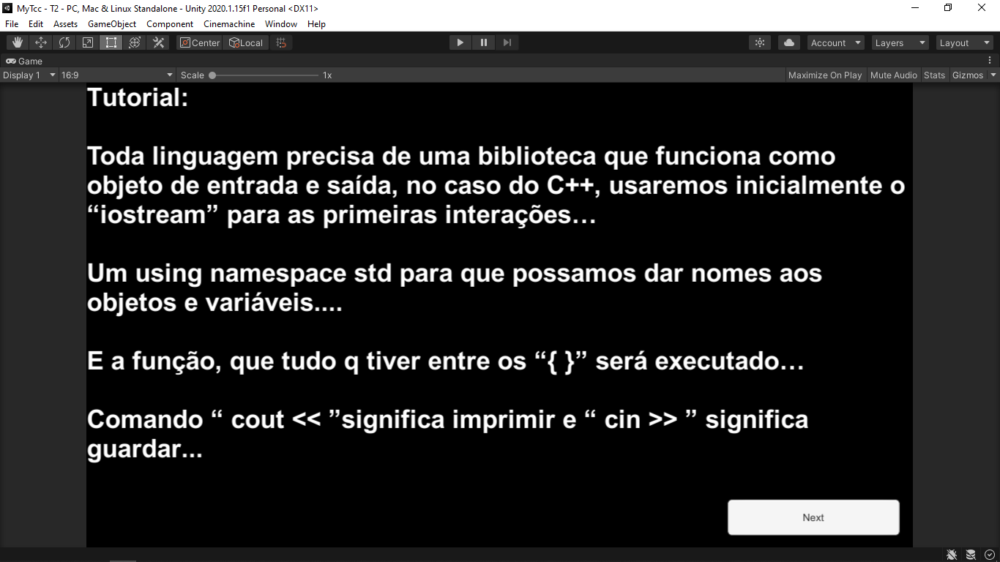 MyTcc - T2 - PC, Mac & Linux Standalone - Unity 2020.1.15f1 Personal <DX11>
File Edit Assets GameObject Component Cinemachine Window Help
Center Local Account Layers Layout
Game
Display 1 16:9 Scale 1x Maximize On Play Mute Audio Stats Gizmos
Tutorial:
Toda linguagem precisa de uma biblioteca que funciona como
objeto de entrada e saída, no caso do C++, usaremos inicialmente o
“iostream” para as primeiras interações…
Um using namespace std para que possamos dar nomes aos
objetos e variáveis....
E a função, que tudo q tiver entre os “{ }” será executado…
Comando “ cout << ”significa imprimir e “ cin >> ” significa
guardar...
Next